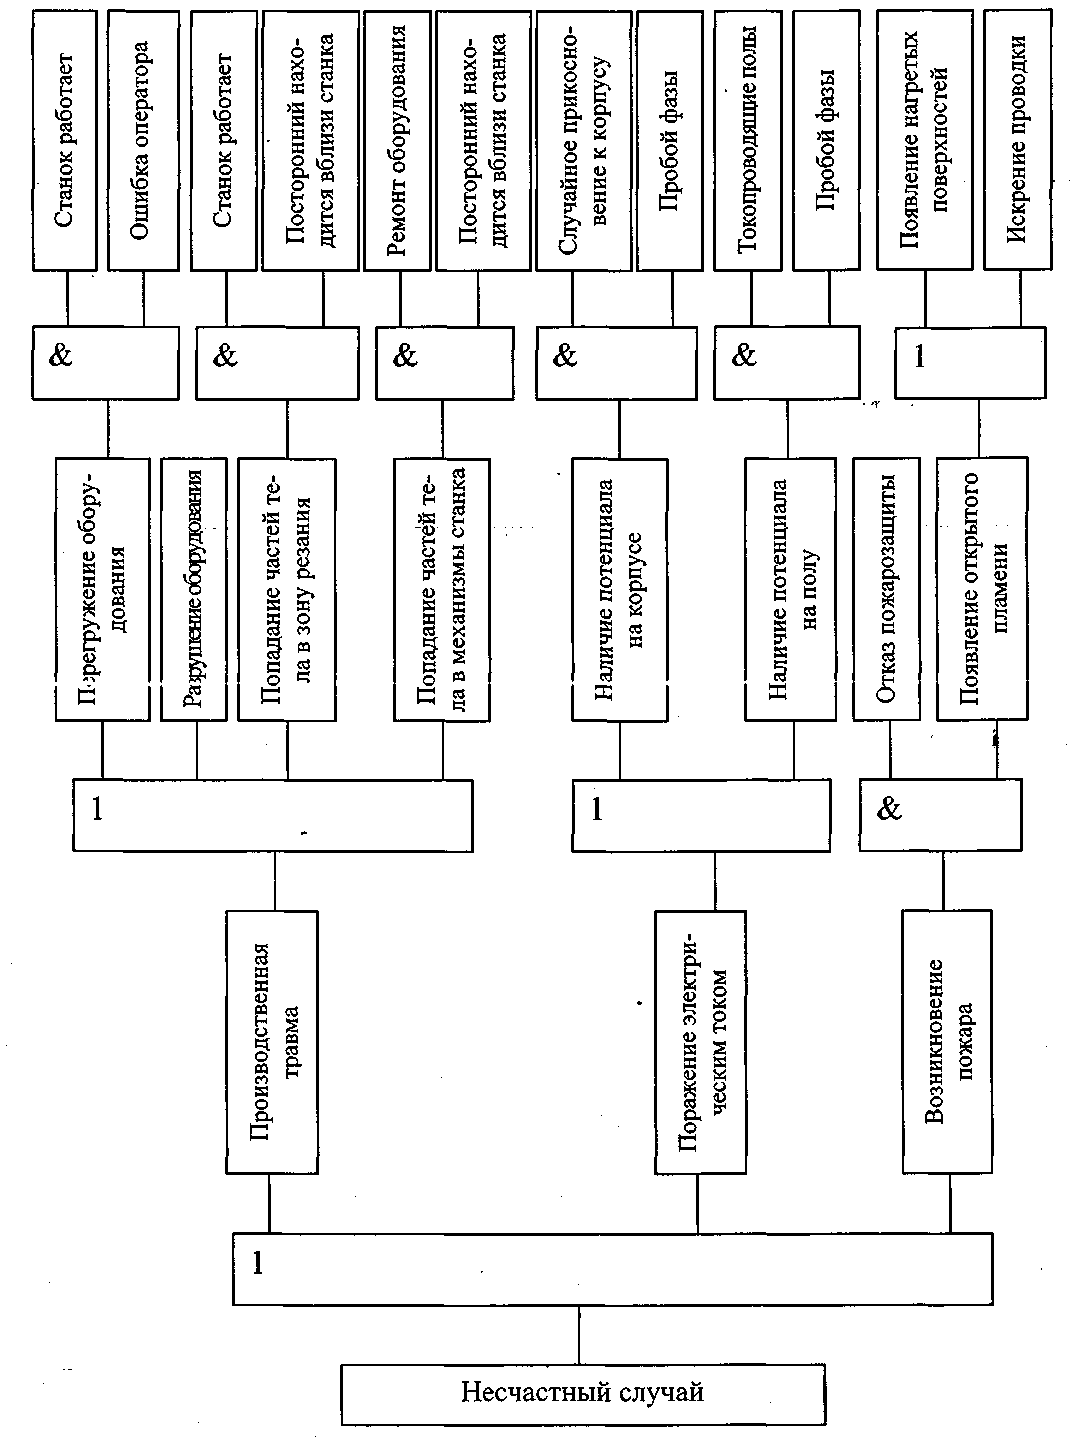 Станок работает
Ошибка оператора
Станок работает
Посторонний нахо-
дится вблизи станка
Ремонт оборудования
Посторонний нахо-
дится вблизи станка
Случайное прикосно-
вение к корпусу
Пробой фазы
Токопроводящие полы
Пробой фазы
Появление нагретых
поверхностей
Искрение проводки
&
&
&
&
&
1
Перегружение обору-
дования
Разрушение оборудования
Попадание частей те-
ла в зону резания
Попадание частей те-
ла в механизмы станка
Наличие потенциала
на корпусе
Наличие потенциала
на полу
Отказ пожарозащиты
Появление открытого
пламени
1
1
&
Производственная
травма
Поражение электри-
ческим током
Возникновение
пожара
1
Несчастный случай